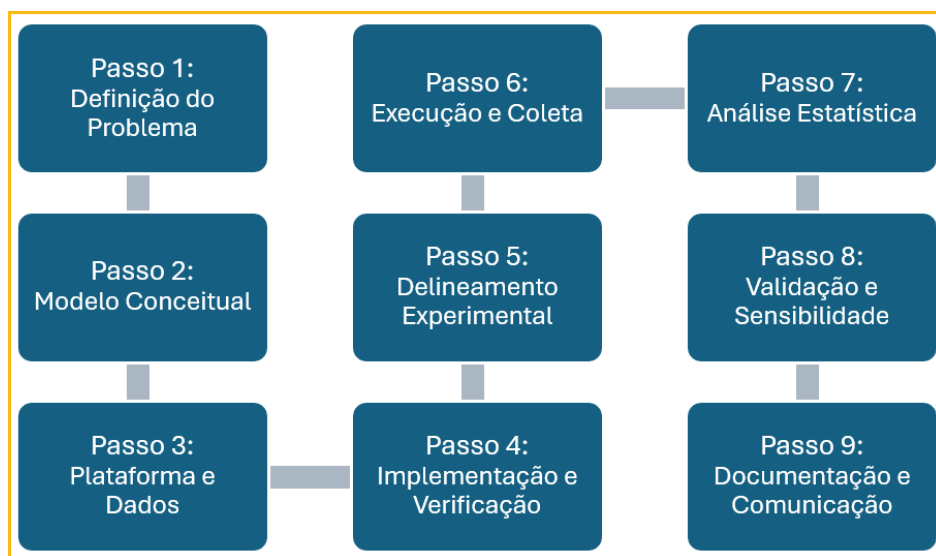 Passo 1:
Definição do
Problema
Passo 2:
Modelo Conceitual
Passo 3:
Plataforma e
Dados
Passo 4:
Implementação e
Verificação
Passo 5:
Delineamento
Experimental
Passo 6:
Execução e Coleta
Passo 7:
Análise Estatística
Passo 8:
Validação e
Sensibilidade
Passo 9:
Documentação e
Comunicação